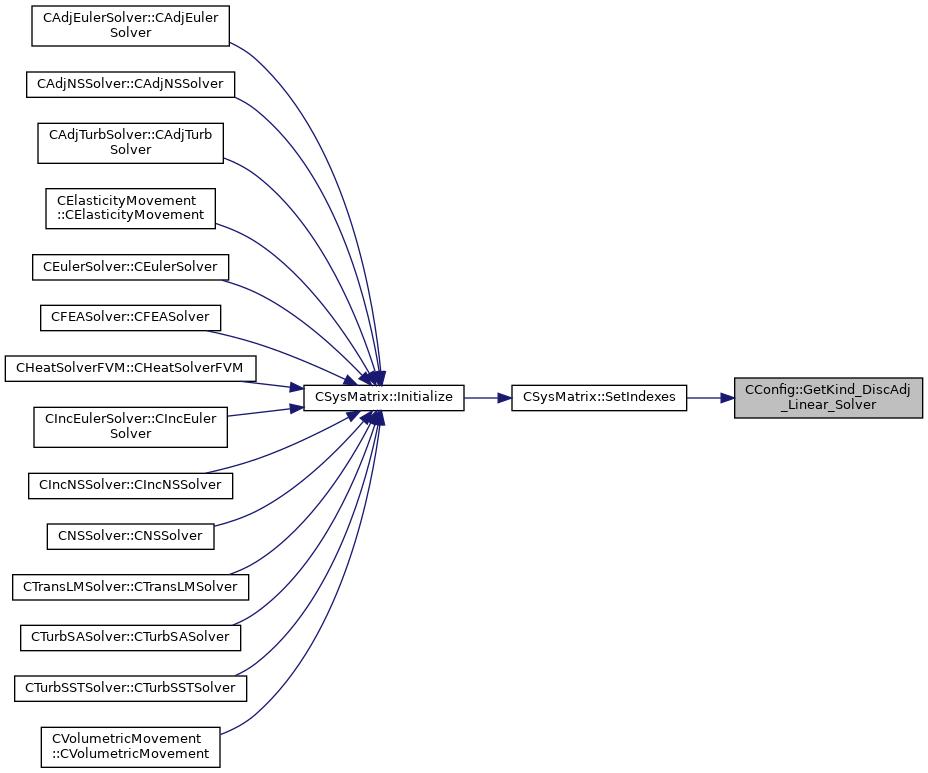 CAdjEulerSolver::CAdjEuler
Solver
CAdjNSSolver::CAdjNSSolver
CAdjTurbSolver::CAdjTurb
Solver
CElasticityMovement
::CElasticityMovement
CEulerSolver::CEulerSolver
CFEASolver::CFEASolver
CHeatSolverFVM::CHeatSolverFVM
CIncEulerSolver::CIncEuler
Solver
CIncNSSolver::CIncNSSolver
CNSSolver::CNSSolver
CTransLMSolver::CTransLMSolver
CTurbSASolver::CTurbSASolver
CTurbSSTSolver::CTurbSSTSolver
CVolumetricMovement
::CVolumetricMovement
CSysMatrix::Initialize
CSysMatrix::SetIndexes
CConfig::GetKind_DiscAdj
_Linear_Solver